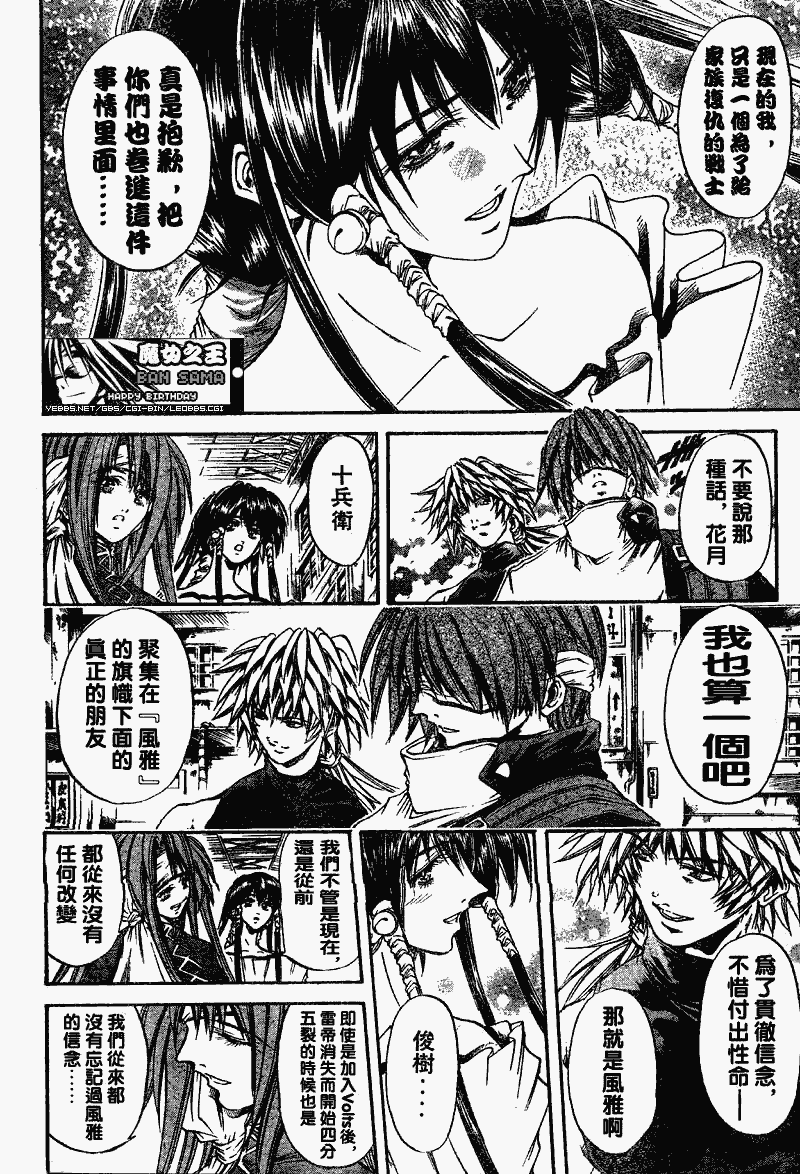 現在的我，
只是一個為了給
家族復仇的戰士
真是抱歉，把
你們也卷進這件
事情里面……
魔女之王
BAN SAMA
HAPPY BIRTHDAY
VEBBS.NET/GBS/CGI-BIN/LEOBBS.CGI
不要說那
種話，花月
十兵衛
我也算一個吧
聚集在『風雅』
的旗幟下面的
真正的朋友
為了貫徹信念，
不惜付出性命—
那就是風雅啊
俊樹‥‥
我們不管是現在，
還是從前
都從來沒有
任何改變
即使是加入Volts後，
雷帝消失而開始四分
五裂的時候也是
我們從來都
沒有忘記過風雅
的信念……